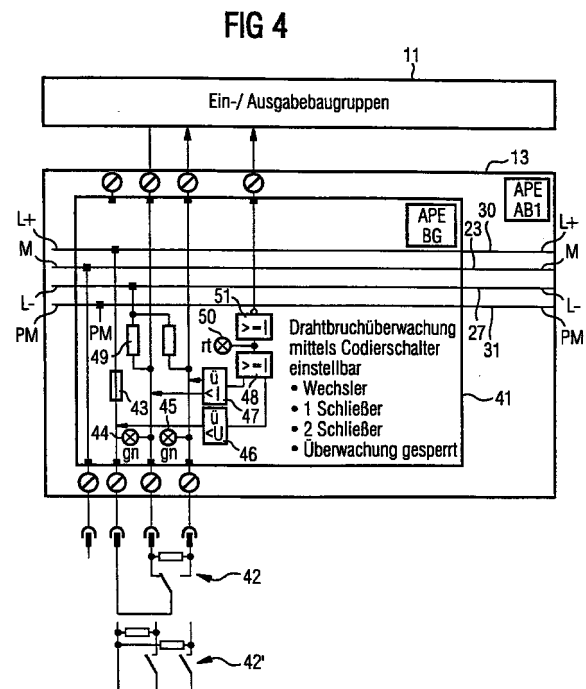 FIG 4
11
Ein-/ Ausgabebaugruppen
13
APE
AB1
APE
BG
L+
M
L-
PM
30
23
27
31
L+
M
L-
PM
PM
49
50
rt
51
>=I
>=I
48
43
ü
<I
47
ü
<U
46
44
45
gn
gn
Drahtbruchüberwachung
mittels Codierschalter
einstellbar
• Wechsler
• 1 Schließer
• 2 Schließer
• Überwachung gesperrt
41
42
42'